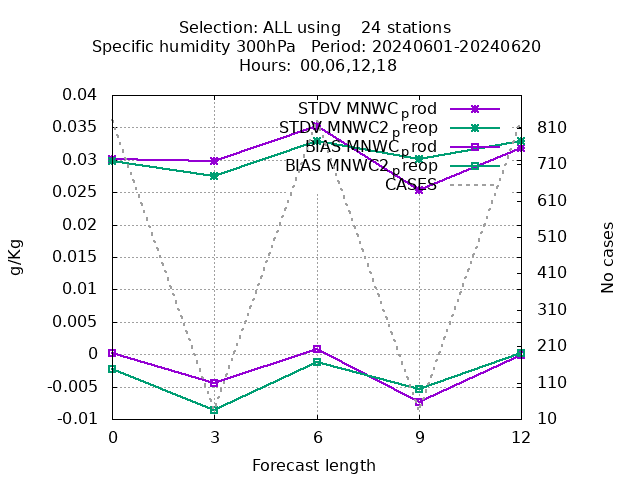 Selection: ALL using 24 stations
Specific humidity 300hPa Period: 20240601-20240620
Hours: 00,06,12,18
STDV MNWC_prod
STDV MNWC2_preop
BIAS MNWC_prod
BIAS MNWC2_preop
CASES
0.04
0.035
0.03
0.025
0.02
0.015
0.01
0.005
0
-0.005
-0.01
810
710
610
510
410
310
210
110
10
g/Kg
No cases
0 3 6 9 12
Forecast length